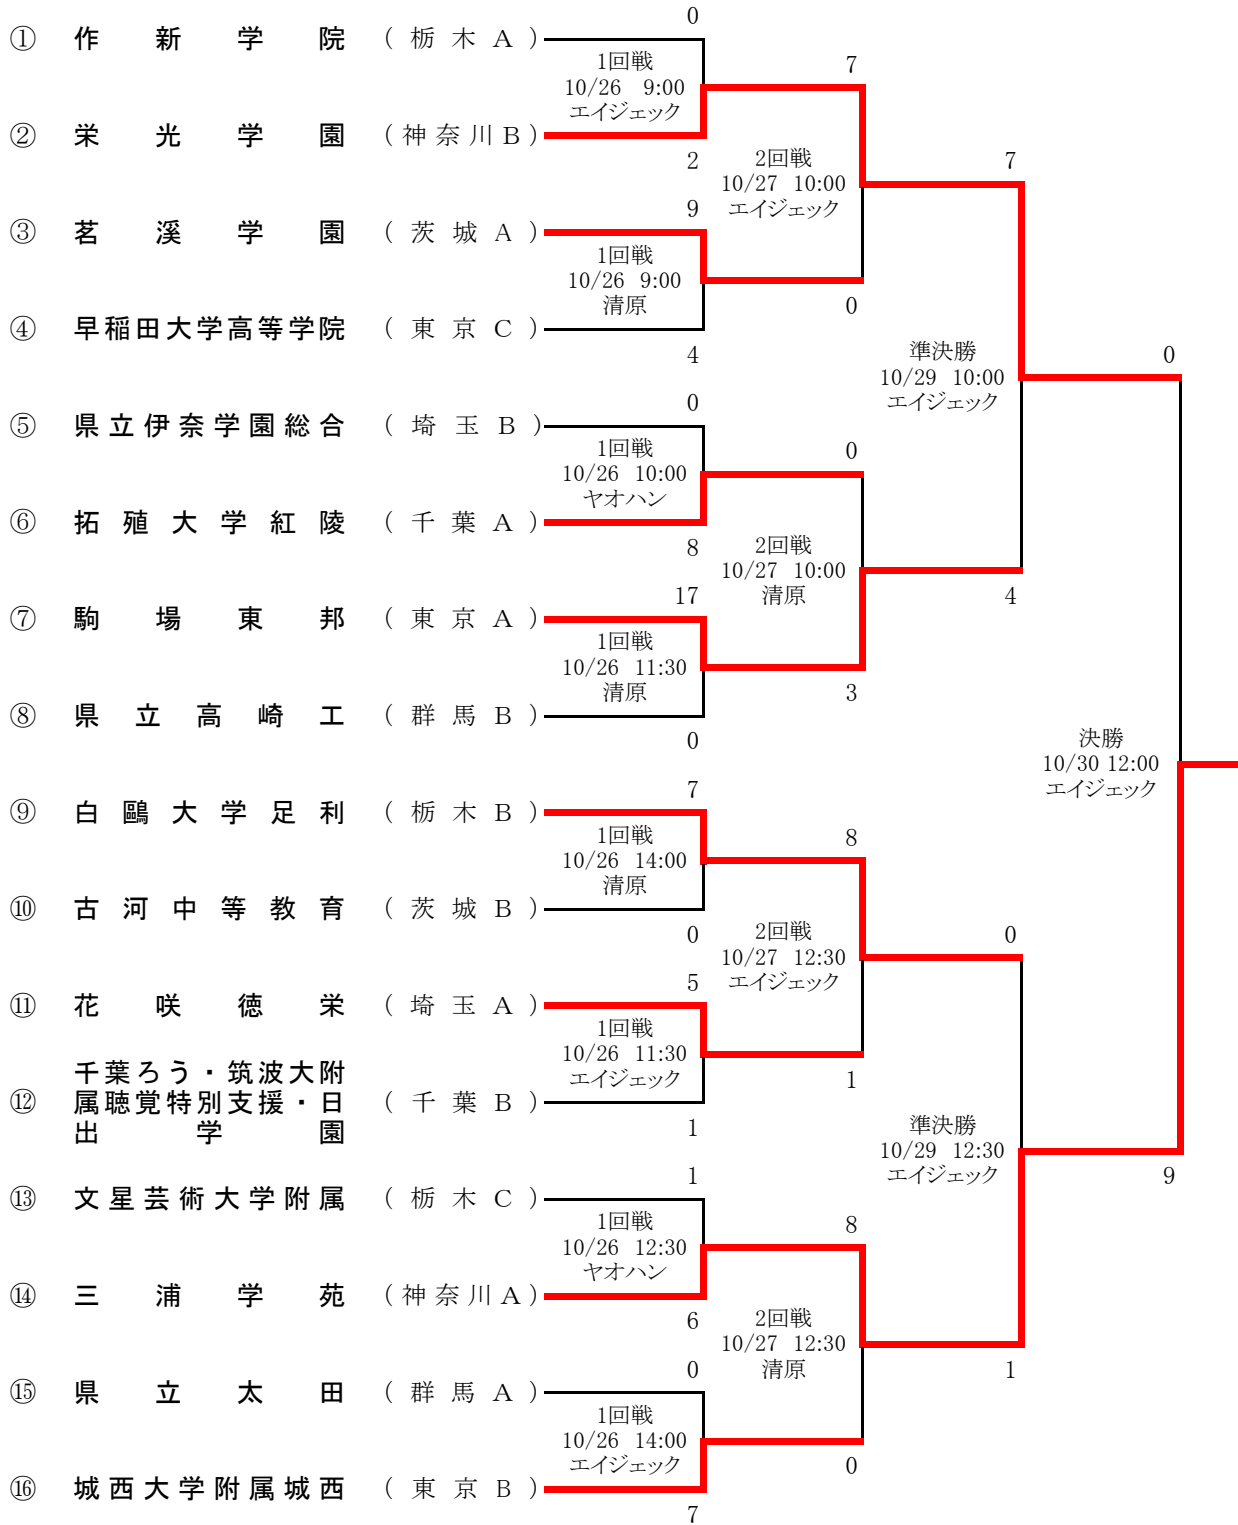 0
① 作新学院 （栃木A）
1回戦
10/26 9:00
エイジェック
7
② 栄光学園 （神奈川B）
2
2回戦
10/27 10:00
エイジェック
7
9
③ 茗溪学園 （茨城A）
1回戦
10/26 9:00
清原
0
④ 早稲田大学高等学院 （東京C）
4
準決勝
10/29 10:00
エイジェック
0
0
⑤ 県立伊奈学園総合 （埼玉B）
1回戦
10/26 10:00
ヤオハン
0
⑥ 拓殖大学紅陵 （千葉A）
8
2回戦
10/27 10:00
清原
4
17
⑦ 駒場東邦 （東京A）
1回戦
10/26 11:30
清原
3
⑧ 県立高崎工 （群馬B）
0
決勝
10/30 12:00
エイジェック
7
⑨ 白鷗大学足利 （栃木B）
1回戦
10/26 14:00
清原
8
⑩ 古河中等教育 （茨城B）
0
2回戦
10/27 12:30
エイジェック
0
5
⑪ 花咲徳栄 （埼玉A）
1回戦
10/26 11:30
エイジェック
1
千葉ろう・筑波大附
⑫ 属聴覚特別支援・日 （千葉B）
出学園
1
準決勝
10/29 12:30
エイジェック
9
1
⑬ 文星芸術大学附属 （栃木C）
1回戦
10/26 12:30
ヤオハン
8
⑭ 三浦学苑 （神奈川A）
6
2回戦
10/27 12:30
清原
1
0
⑮ 県立太田 （群馬A）
1回戦
10/26 14:00
エイジェック
0
⑯ 城西大学附属城西 （東京B）
7